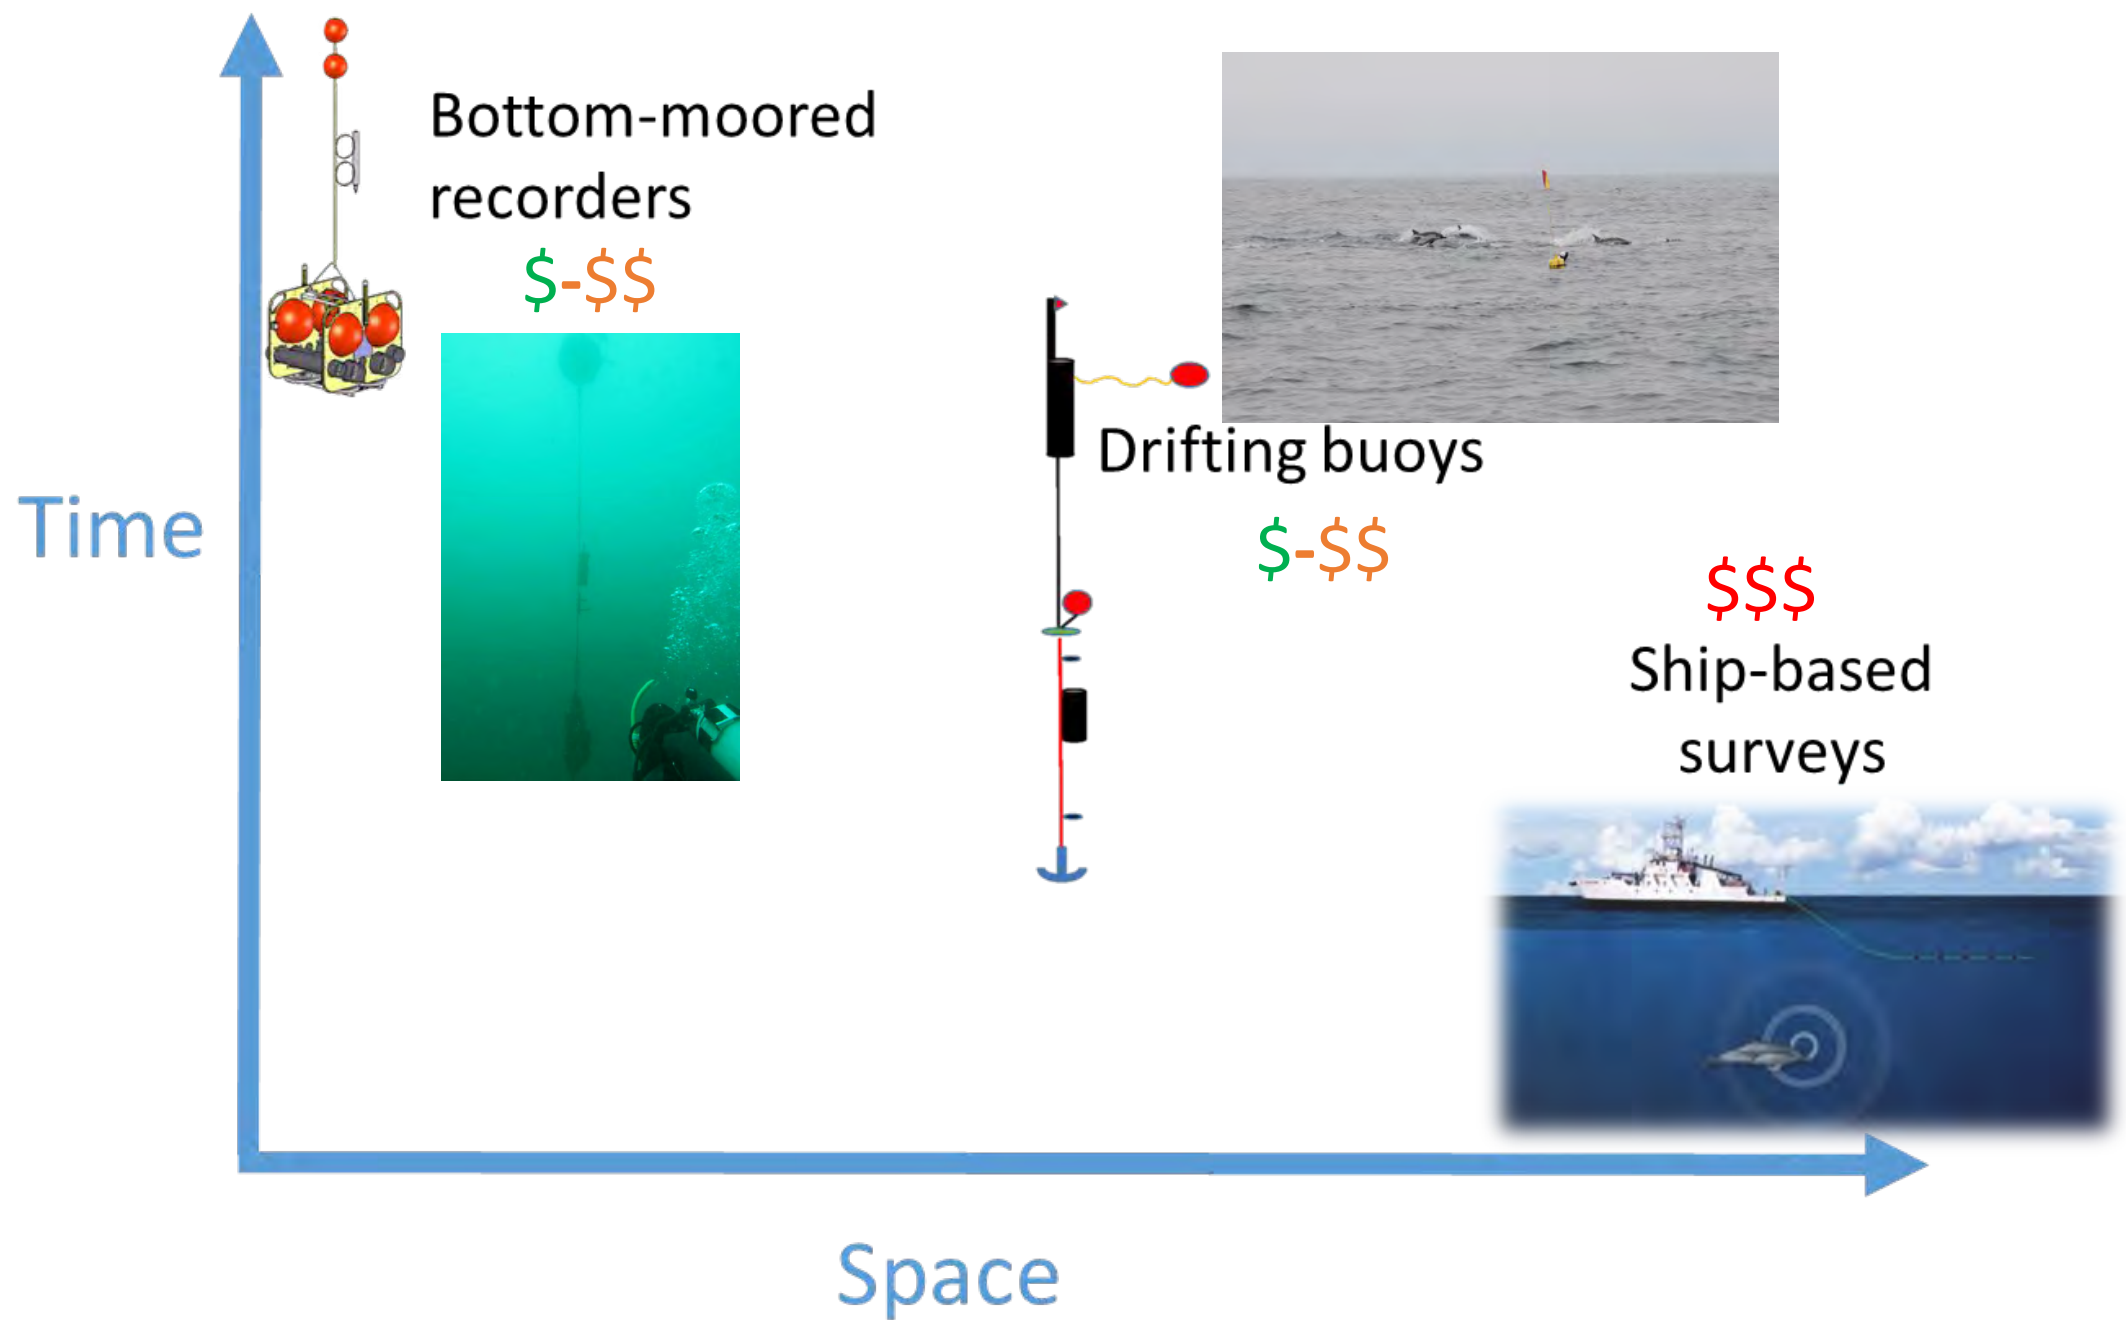 Bottom-moored
recorders
$-$$
Drifting buoys
$-$$
Time
$$$
Ship-based
surveys
Space